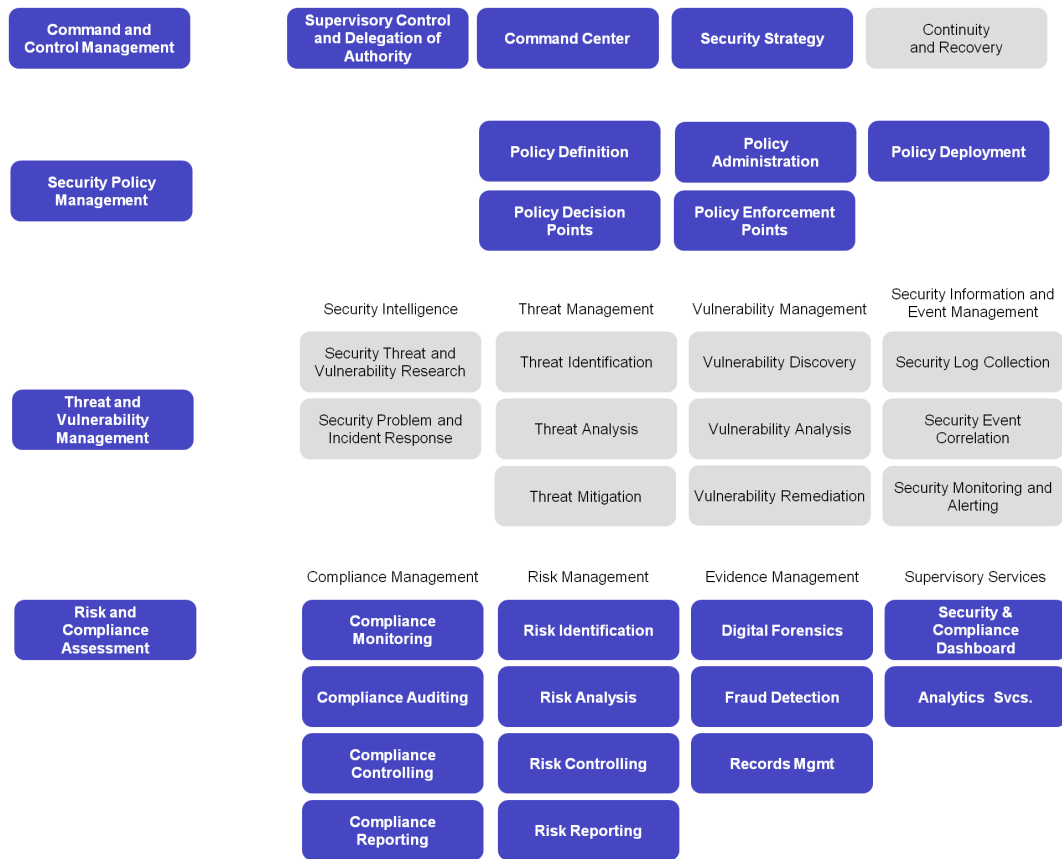 Command and
Control Management
Supervisory Control
and Delegation of
Authority
Command Center
Security Strategy
Continuity
and Recovery
Security Policy
Management
Policy Definition
Policy
Administration
Policy Deployment
Policy Decision
Points
Policy Enforcement
Points
Threat and
Vulnerability
Management
Security Intelligence
Threat Management
Vulnerability Management
Security Information and
Event Management
Security Threat and
Vulnerability Research
Threat Identification
Vulnerability Discovery
Security Log Collection
Security Problem and
Incident Response
Threat Analysis
Vulnerability Analysis
Security Event
Correlation
Threat Mitigation
Vulnerability Remediation
Security Monitoring and
Alerting
Risk and
Compliance
Assessment
Compliance Management
Risk Management
Evidence Management
Supervisory Services
Compliance
Monitoring
Risk Identification
Digital Forensics
Security &
Compliance
Dashboard
Compliance Auditing
Risk Analysis
Fraud Detection
Analytics Svcs.
Compliance
Controlling
Risk Controlling
Records Mgmt
Compliance
Reporting
Risk Reporting